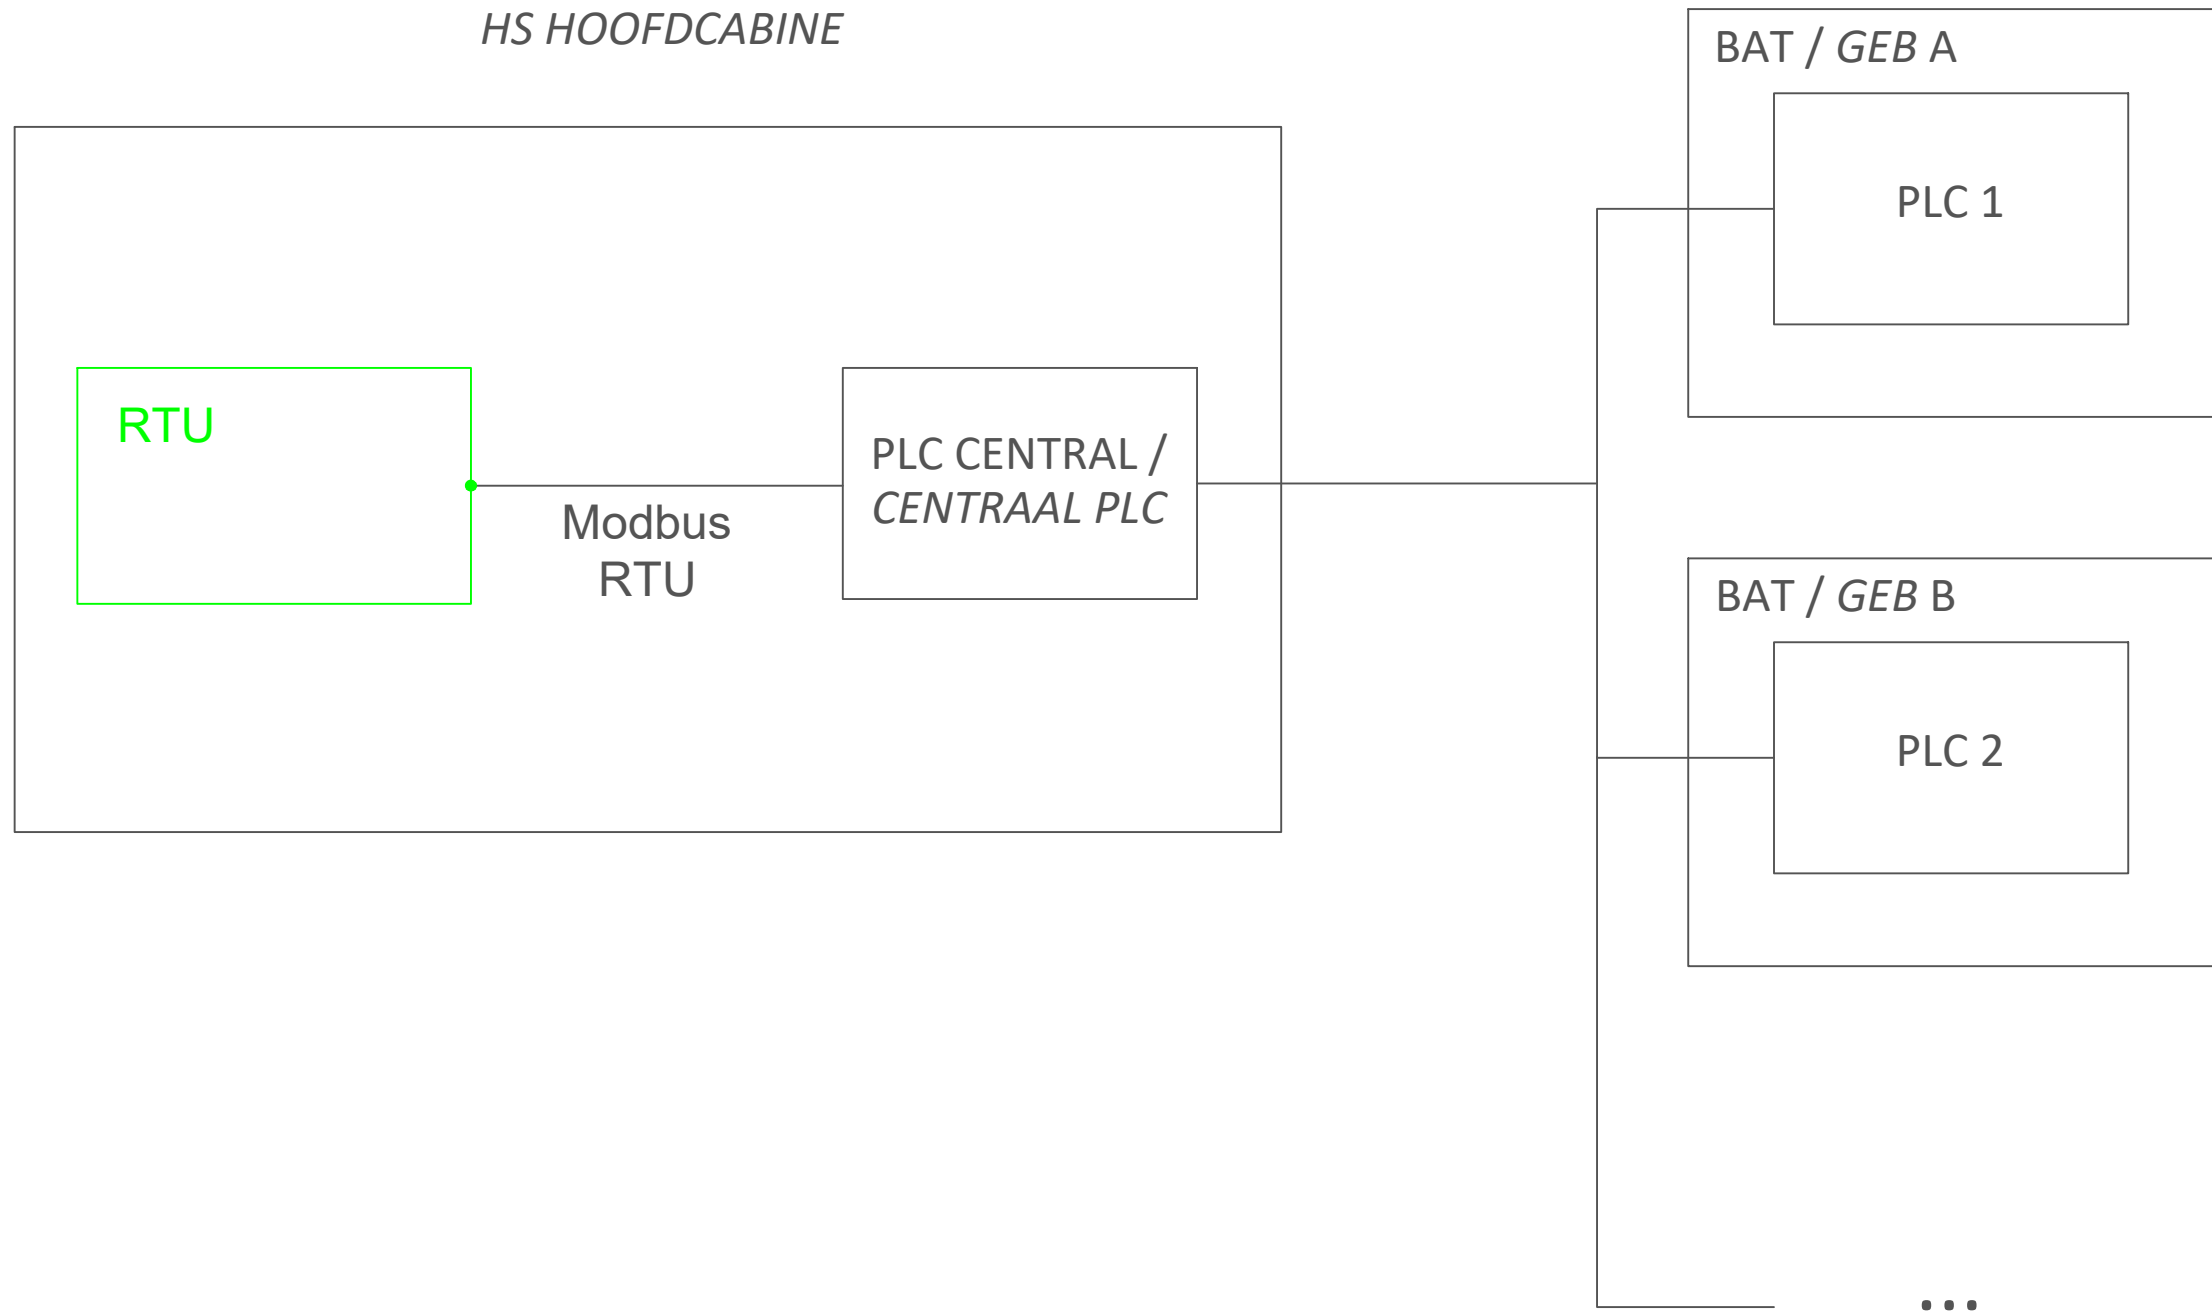 HS HOOFDCABINE
RTU
Modbus
RTU
PLC CENTRAL /
CENTRAAL PLC
BAT / GEB A
PLC 1
BAT / GEB B
PLC 2
...